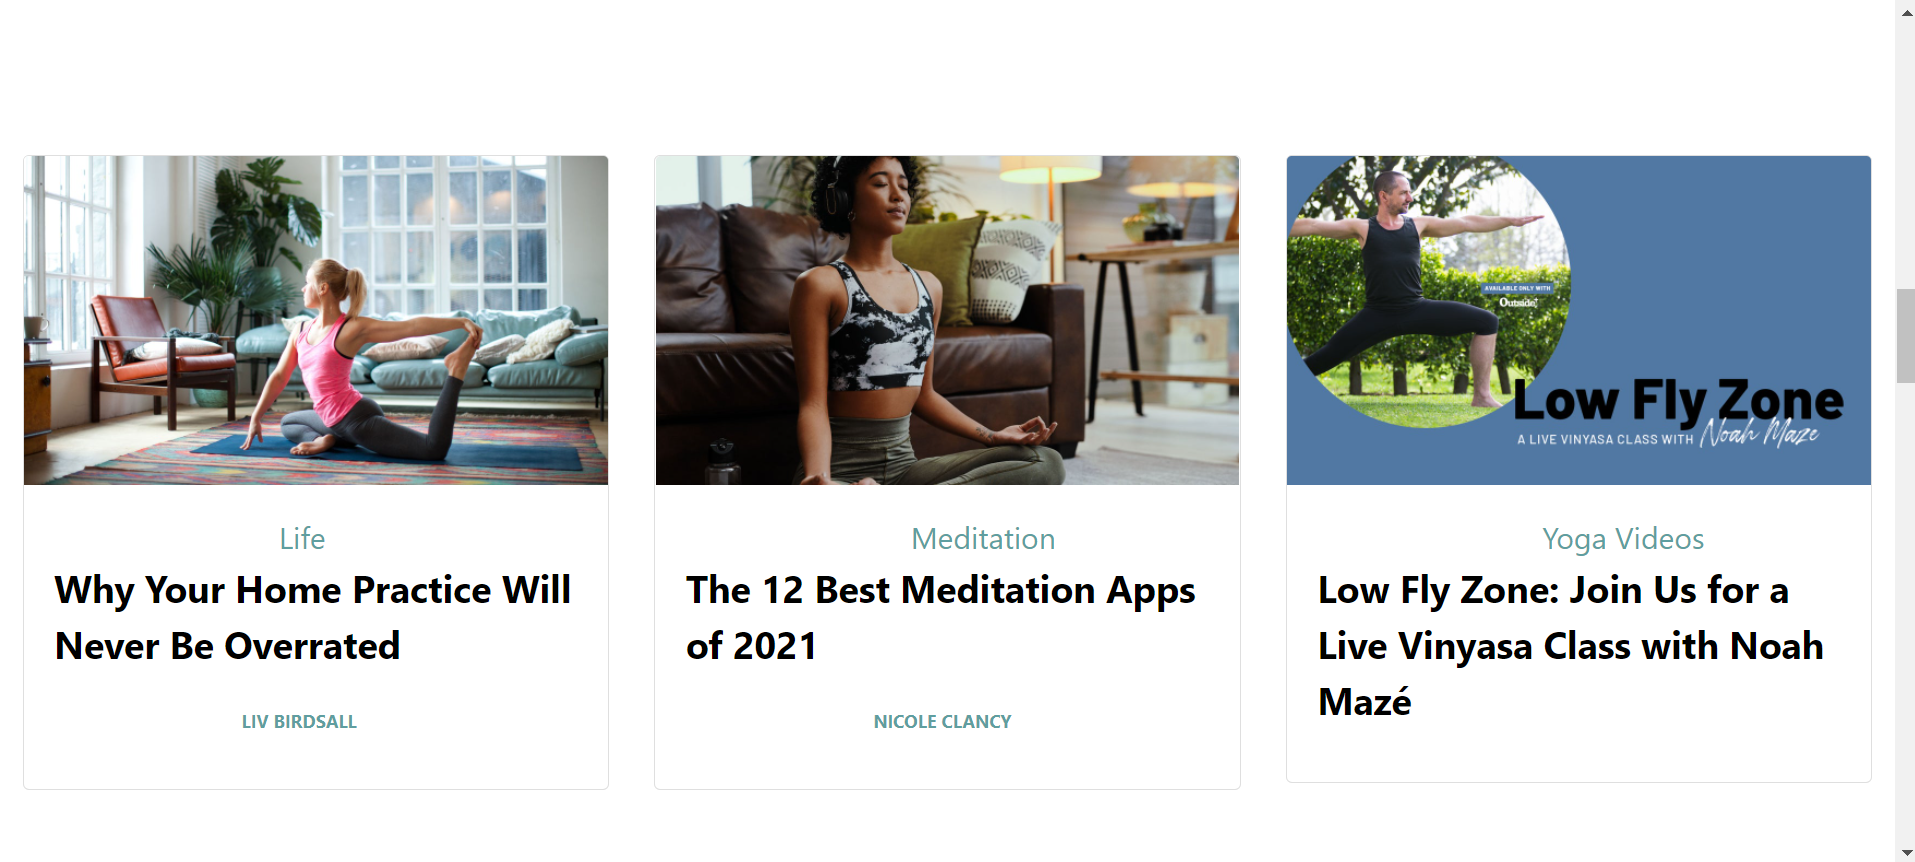 AVAILABLE ONLY WITH
Outside+
Low Fly Zone
A LIVE VINYASA CLASS WITH Noah Maze
Life
Why Your Home Practice Will
Never Be Overrated
LIV BIRDSALL
Meditation
The 12 Best Meditation Apps
of 2021
NICOLE CLANCY
Yoga Videos
Low Fly Zone: Join Us for a
Live Vinyasa Class with Noah
Mazé